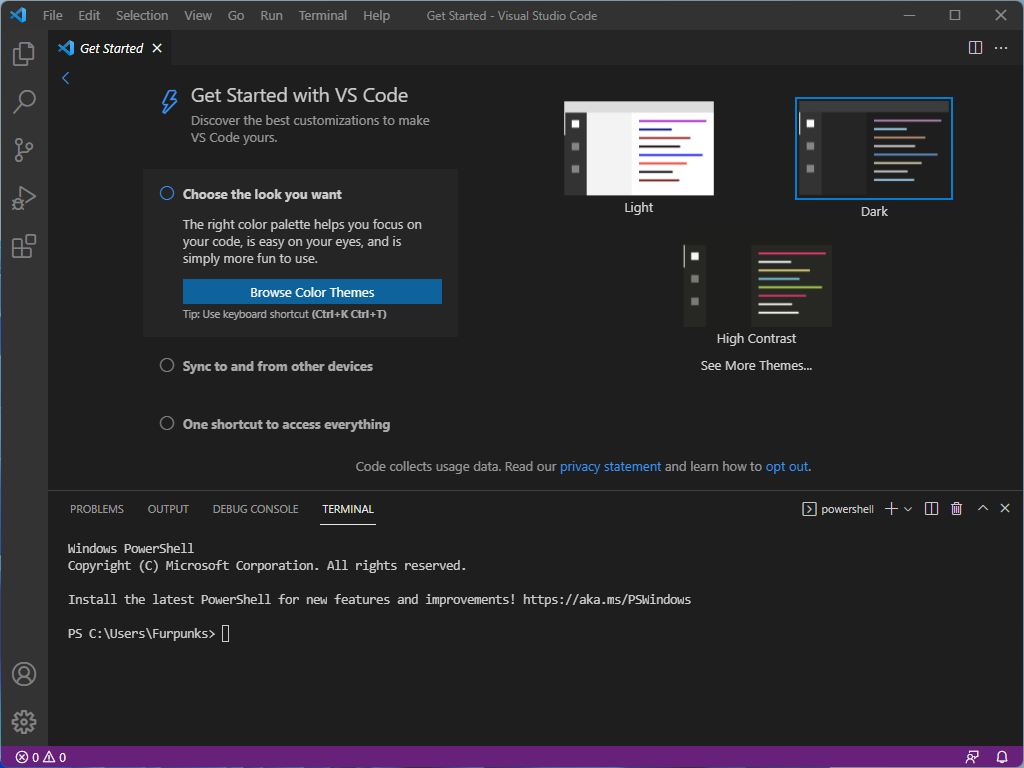 File Edit Selection View Go Run Terminal Help Get Started - Visual Studio Code
Get Started
Get Started with VS Code
Discover the best customizations to make
VS Code yours.
Choose the look you want
The right color palette helps you focus on
your code, is easy on your eyes, and is
simply more fun to use.
Browse Color Themes
Tip: Use keyboard shortcut (Ctrl+K Ctrl+T)
Sync to and from other devices
One shortcut to access everything
Light
Dark
High Contrast
See More Themes...
Code collects usage data. Read our privacy statement and learn how to opt out.
PROBLEMS OUTPUT DEBUG CONSOLE TERMINAL powershell
Windows PowerShell
Copyright (C) Microsoft Corporation. All rights reserved.
Install the latest PowerShell for new features and improvements! https://aka.ms/PSWindows
PS C:\Users\Furpunks>
0 0